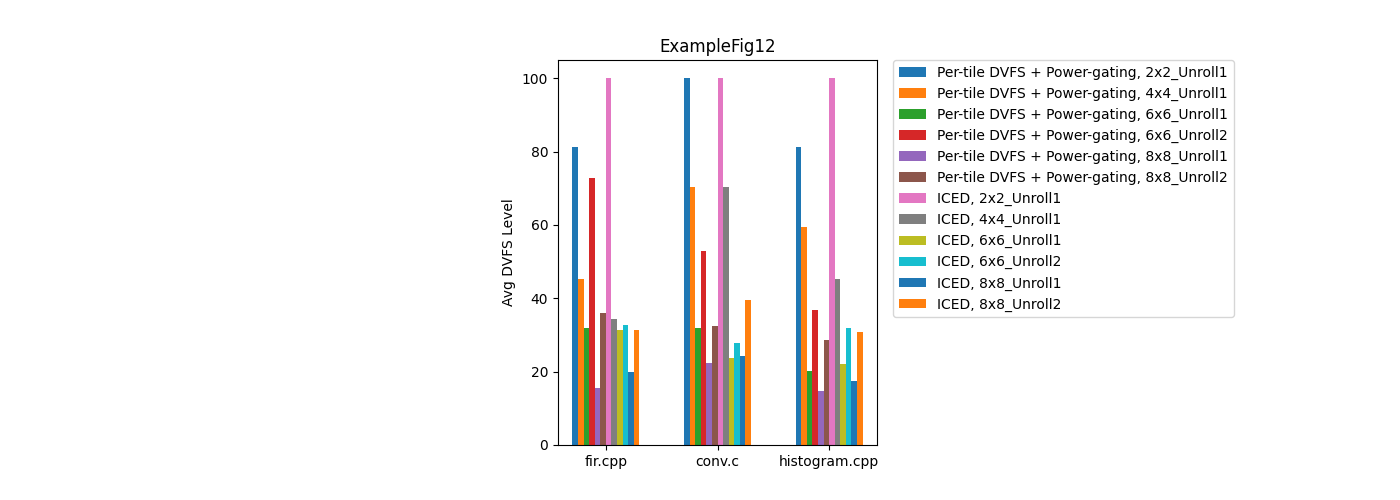 ExampleFig12
Avg DVFS Level
100
80
60
40
20
0
fir.cpp
conv.c
histogram.cpp
Per-tile DVFS + Power-gating, 2x2_Unroll1
Per-tile DVFS + Power-gating, 4x4_Unroll1
Per-tile DVFS + Power-gating, 6x6_Unroll1
Per-tile DVFS + Power-gating, 6x6_Unroll2
Per-tile DVFS + Power-gating, 8x8_Unroll1
Per-tile DVFS + Power-gating, 8x8_Unroll2
ICED, 2x2_Unroll1
ICED, 4x4_Unroll1
ICED, 6x6_Unroll1
ICED, 6x6_Unroll2
ICED, 8x8_Unroll1
ICED, 8x8_Unroll2